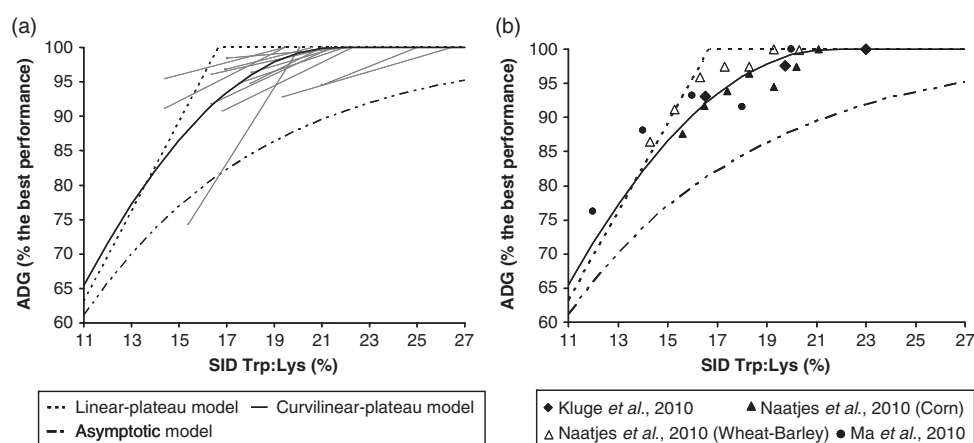 (a)
100
95
90
85
80
75
70
65
60
ADG (% the best performance)
11 13 15 17 19 21 23 25 27
SID Trp:Lys (%)
Linear-plateau model Curvilinear-plateau model
Asymptotic model
(b)
100
95
90
85
80
75
70
65
60
ADG (% the best performance)
11 13 15 17 19 21 23 25 27
SID Trp:Lys (%)
Kluge et al., 2010 Naatjes et al., 2010 (Corn)
Naatjes et al., 2010 (Wheat-Barley) Ma et al., 2010